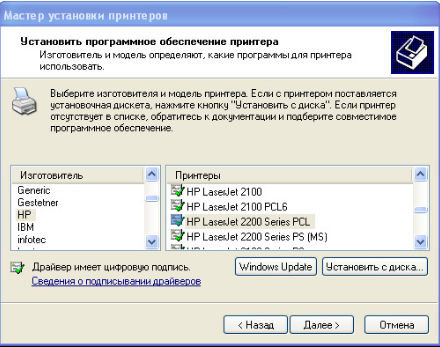 Мастер установки принтеров
Установить программное обеспечение принтера
Изготовитель и модель определяют, какие программы для принтера
использовать.
Выберите изготовителя и модель принтера. Если с принтером поставляется
установочная дискета, нажмите кнопку "Установить с диска". Если принтер
отсутствует в списке, обратитесь к документации и подберите совместимое
программное обеспечение.
Изготовитель
Generic
Gestetner
HP
IBM
infotec
Принтеры
HP LaserJet 2100
HP LaserJet 2100 PCL6
HP LaserJet 2200 Series PCL
HP LaserJet 2200 Series PS (MS)
Драйвер имеет цифровую подпись.
Сведения о подписывании драйверов
Windows Update
Установить с диска...
< Назад
Далее >
Отмена